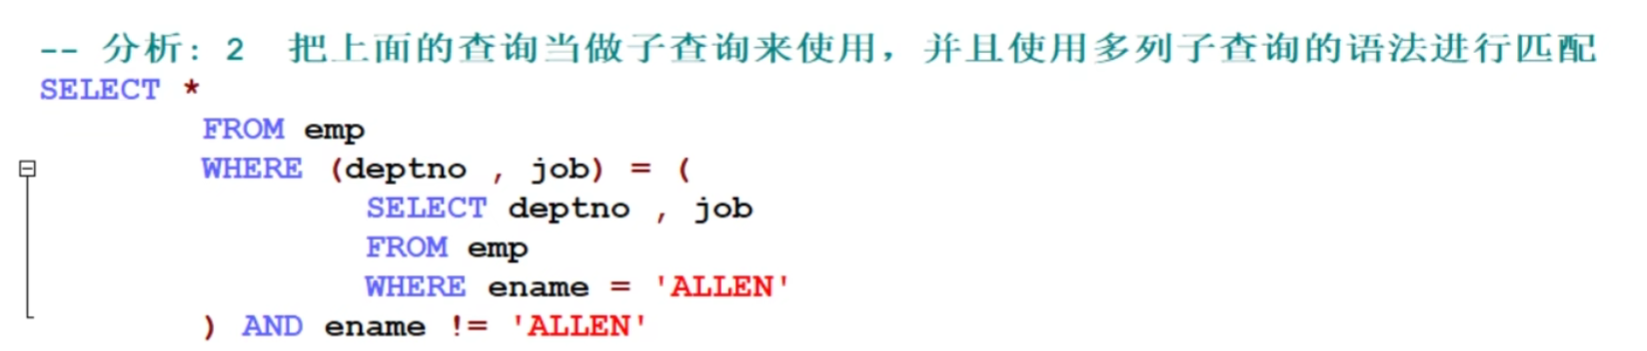 -- 分析: 2 把上面的查询当做子查询来使用，并且使用多列子查询的语法进行匹配
SELECT *
FROM emp
WHERE (deptno , job) = (
SELECT deptno , job
FROM emp
WHERE ename = 'ALLEN'
) AND ename != 'ALLEN'